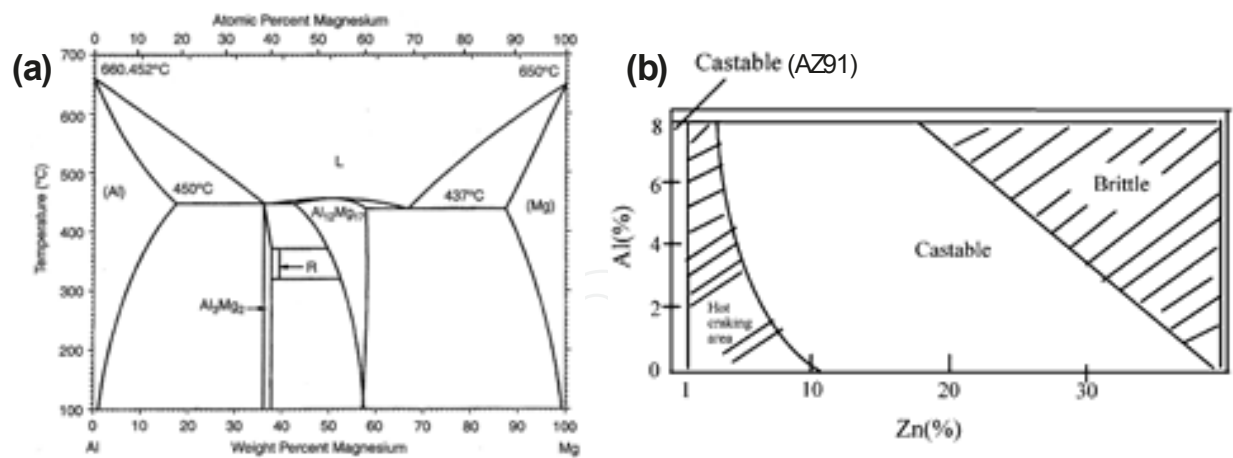 (a)
Atomic Percent Magnesium
0 10 20 30 40 50 60 70 80 90 100
700
600
500
400
300
200
100
Temperature (°C)
660.452°C
650°C
L
(Al)
450°C
437°C
(Mg)
Al12Mg17
R
Al3Mg2
0 10 20 30 40 50 60 70 80 90 100
Al
Weight Percent Magnesium
Mg
(b)
Castable (AZ91)
8
6
4
2
0
Al(%)
Brittle
Castable
Hot
craking
area
1 10 20 30
Zn(%)